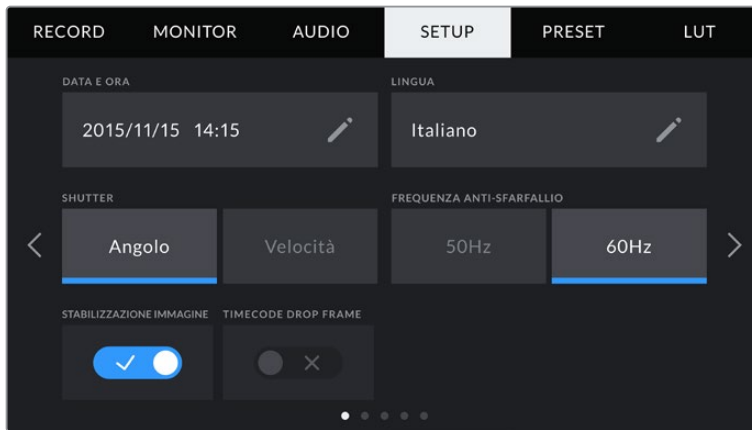 RECORD MONITOR AUDIO SETUP PRESET LUT
DATA E ORA LINGUA
2015/11/15 14:15 Italiano
SHUTTER FREQUENZA ANTI-SFARFALLIO
Angolo Velocità 50Hz 60Hz
STABILIZZAZIONE IMMAGINE TIMECODE DROP FRAME